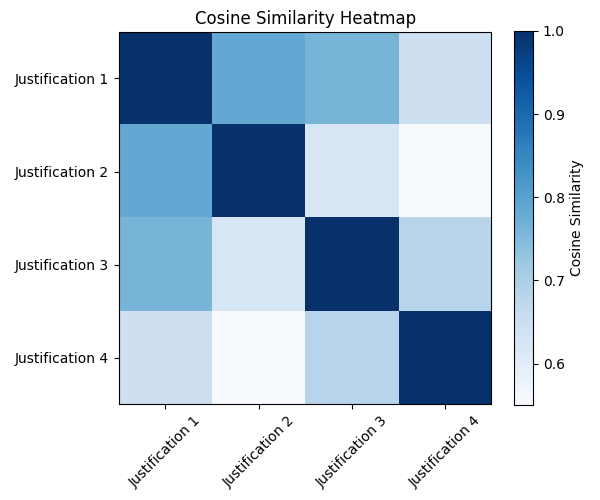 Cosine Similarity Heatmap
Justification 1
Justification 2
Justification 3
Justification 4
Justification 1
Justification 2
Justification 3
Justification 4
1.0
0.9
0.8
0.7
0.6
Cosine Similarity